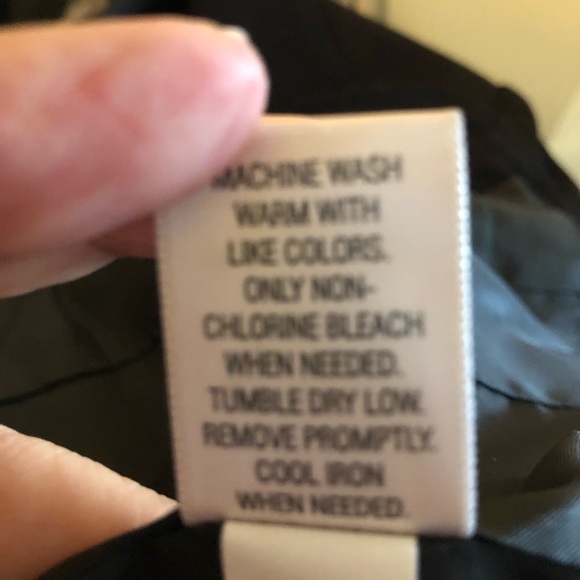 MACHINE WASH
WARM WITH
LIKE COLORS.
ONLY NON-
CHLORINE BLEACH
WHEN NEEDED.
TUMBLE DRY LOW.
REMOVE PROMPTLY.
COOL IRON
WHEN NEEDED.